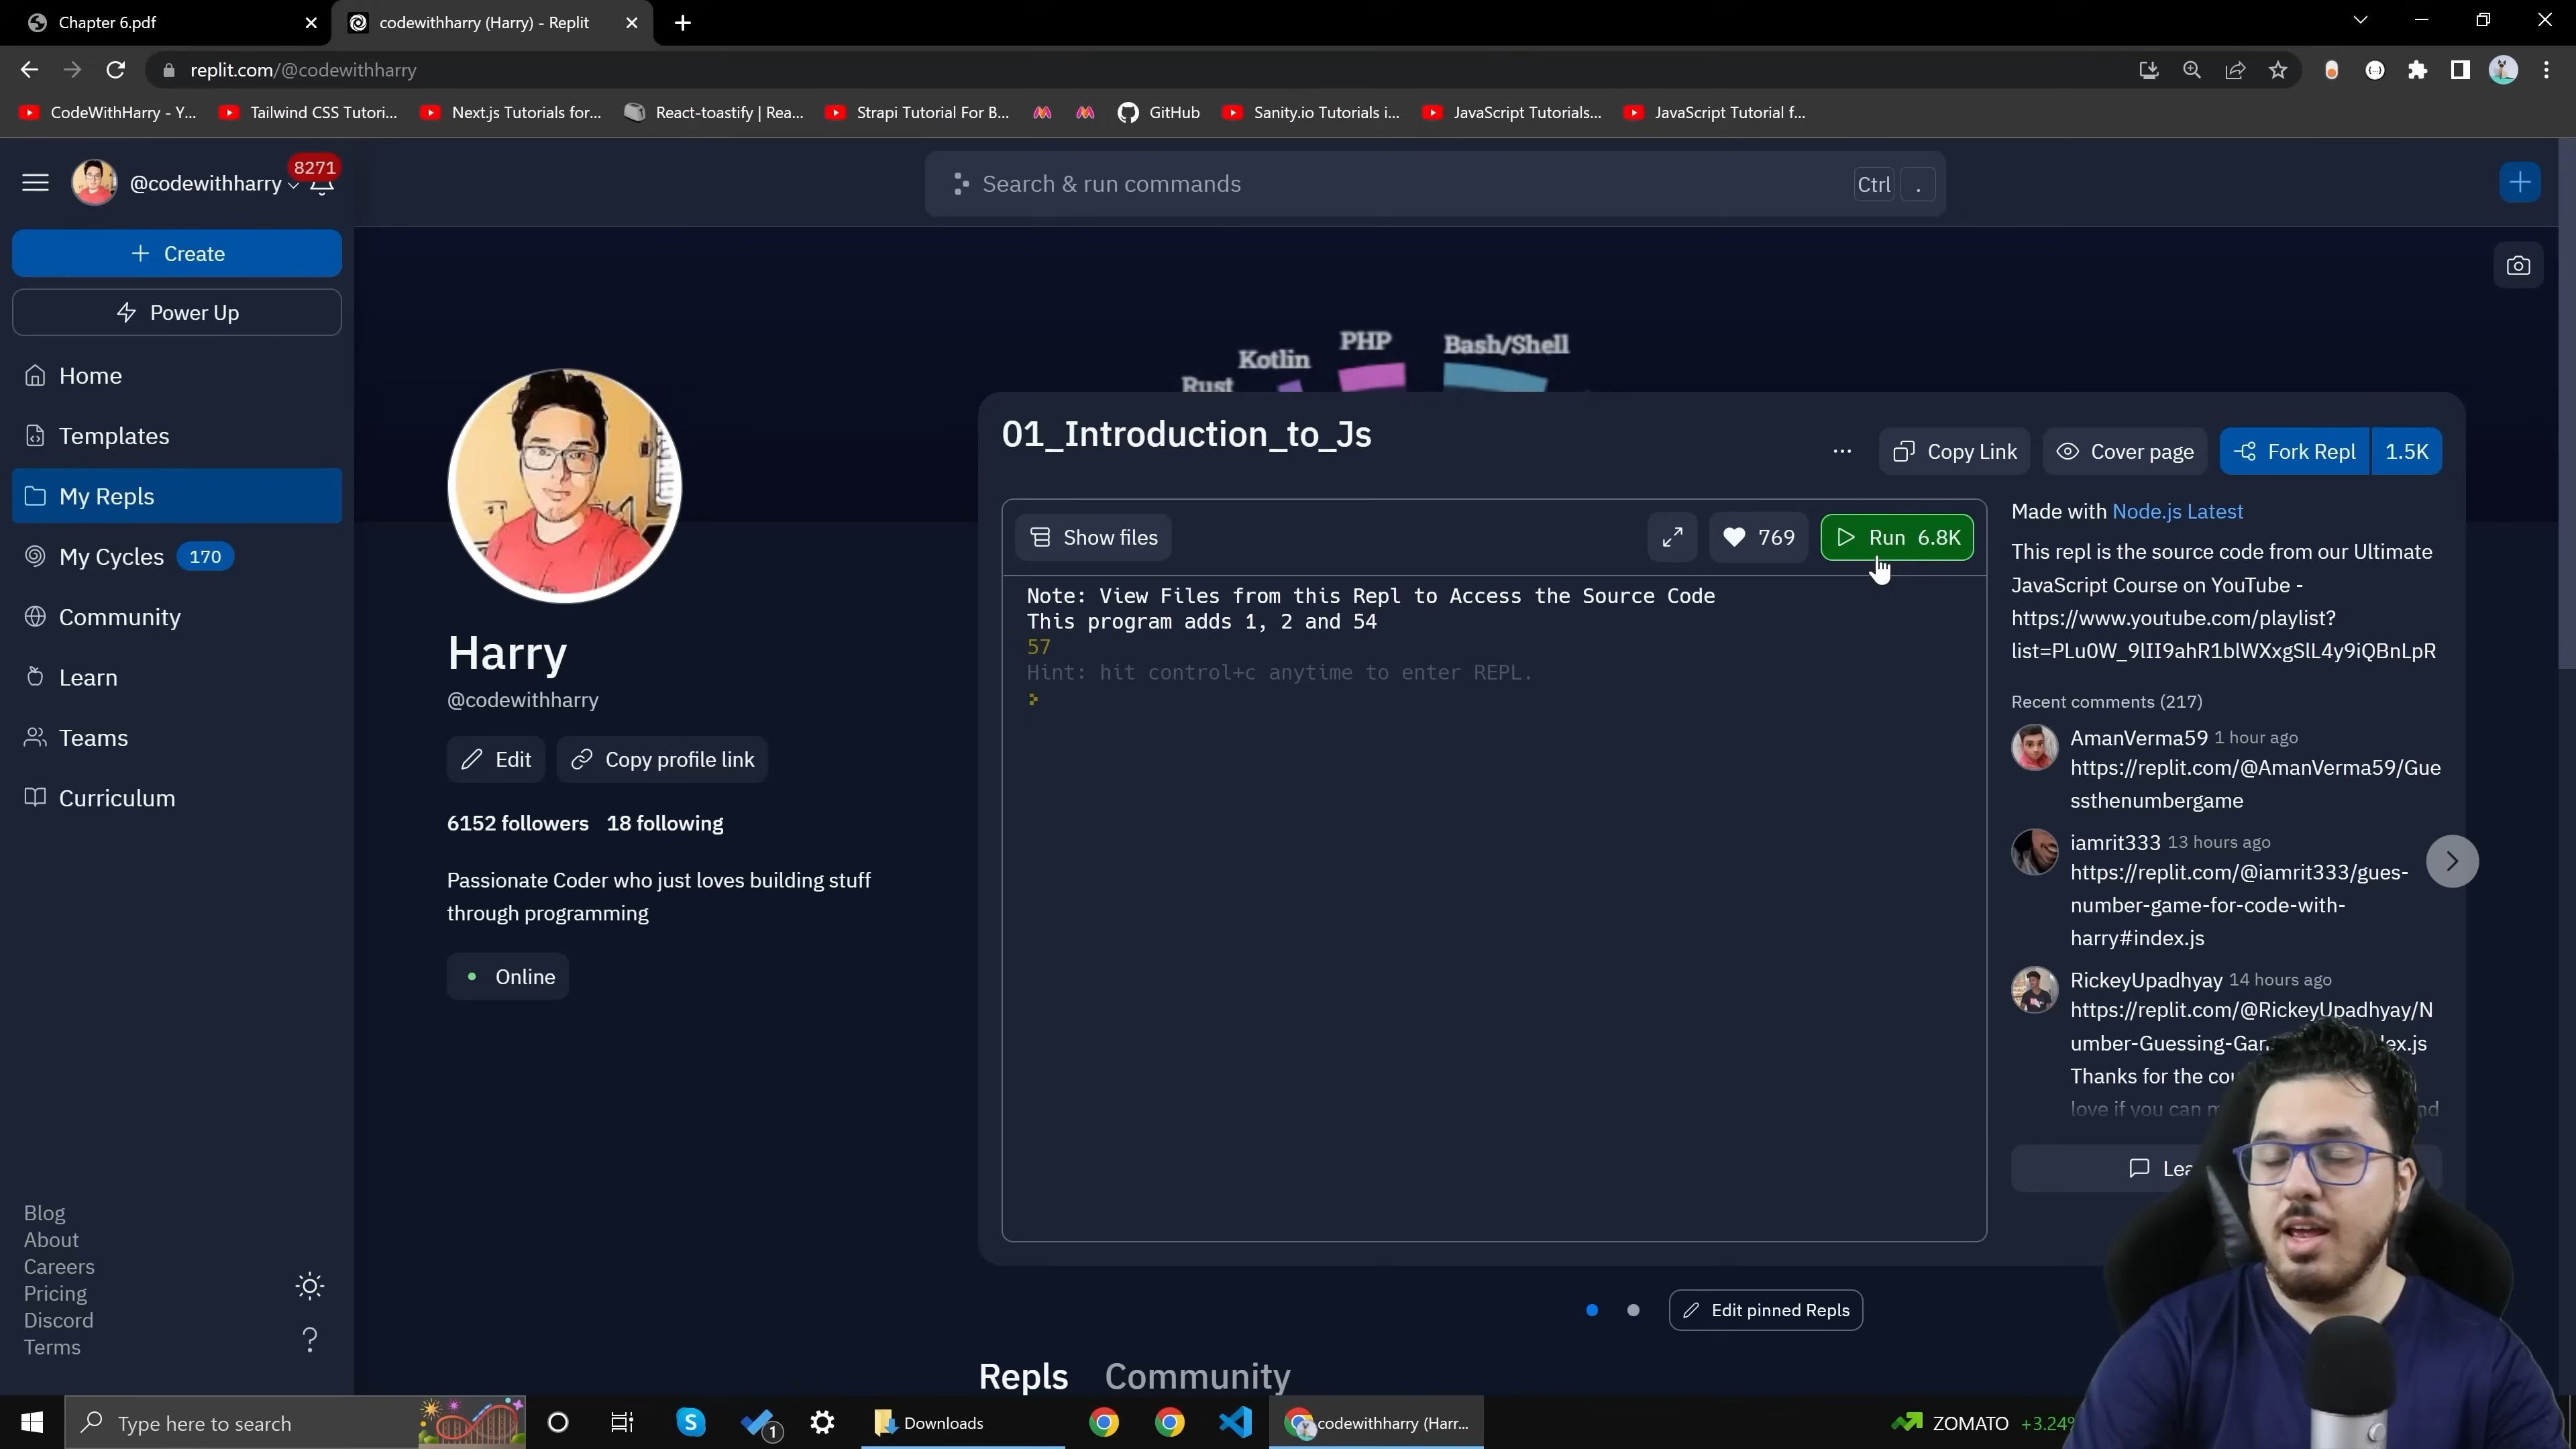 Chapter 6.pdf
codewithharry (Harry) - Replit
replit.com/@codewithharry
CodeWithHarry - Y...
Tailwind CSS Tutori...
Next.js Tutorials for...
React-toastify | Rea...
Strapi Tutorial For B...
GitHub
Sanity.io Tutorials i...
JavaScript Tutorials...
JavaScript Tutorial f...
@codewithharry
8271
Search & run commands
Ctrl .
Create
Power Up
Home
Templates
My Repls
My Cycles 170
Community
Learn
Teams
Curriculum
Blog
About
Careers
Pricing
Discord
Terms
Rust
Kotlin
PHP
Bash/Shell
Harry
@codewithharry
Edit
Copy profile link
6152 followers 18 following
Passionate Coder who just loves building stuff
through programming
Online
01_Introduction_to_Js
Copy Link
Cover page
Fork Repl 1.5K
Show files
769
Run 6.8K
Note: View Files from this Repl to Access the Source Code
This program adds 1, 2 and 54
57
Hint: hit control+c anytime to enter REPL.
Made with Node.js Latest
This repl is the source code from our Ultimate
JavaScript Course on YouTube -
https://www.youtube.com/playlist?
list=PLu0W_9lII9ahR1blWXxgSlL4y9iQBnLpR
Recent comments (217)
AmanVerma59 1 hour ago
https://replit.com/@AmanVerma59/Gue
ssthenumbergame
iamrit333 13 hours ago
https://replit.com/@iamrit333/gues-
number-game-for-code-with-
harry#index.js
RickeyUpadhyay 14 hours ago
https://replit.com/@RickeyUpadhyay/N
umber-Guessing-Gam
Thanks for the
love if you can
Edit pinned Repls
Repls Community
Type here to search
1
Downloads
codewithharry (Harr...
ZOMATO +3.24%